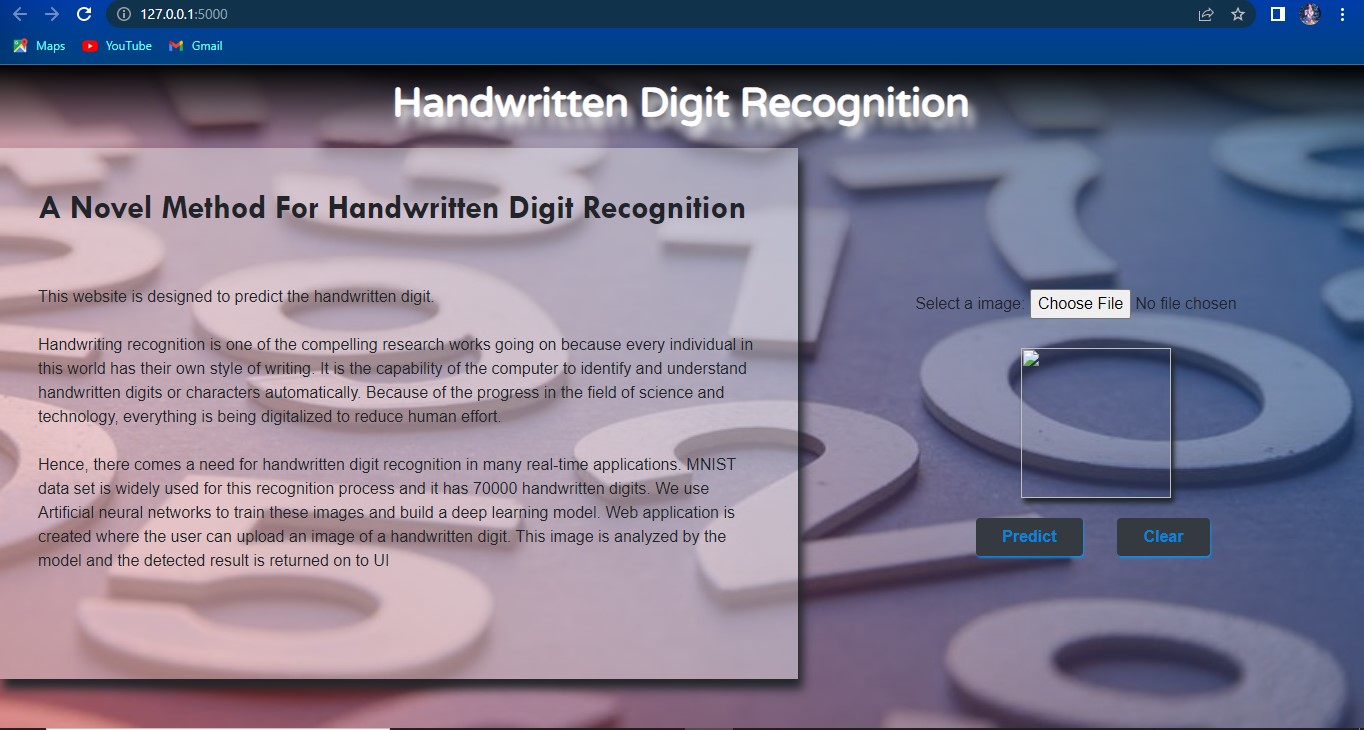 127.0.0.1:5000
Maps YouTube Gmail
Handwritten Digit Recognition
A Novel Method For Handwritten Digit Recognition
This website is designed to predict the handwritten digit.
Handwriting recognition is one of the compelling research works going on because every individual in
this world has their own style of writing. It is the capability of the computer to identify and understand
handwritten digits or characters automatically. Because of the progress in the field of science and
technology, everything is being digitalized to reduce human effort.
Hence, there comes a need for handwritten digit recognition in many real-time applications. MNIST
data set is widely used for this recognition process and it has 70000 handwritten digits. We use
Artificial neural networks to train these images and build a deep learning model. Web application is
created where the user can upload an image of a handwritten digit. This image is analyzed by the
model and the detected result is returned on to UI
Select a image: Choose File No file chosen
Predict Clear